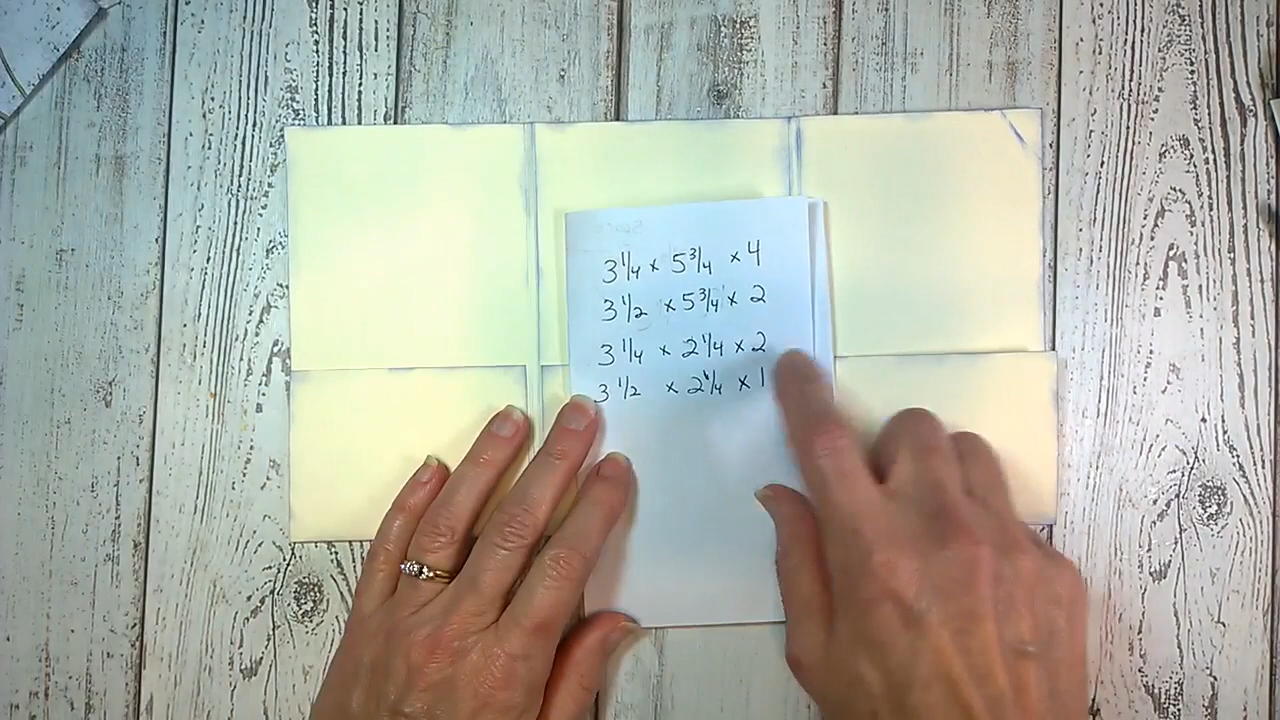 3 1/4 x 5 3/4 x 4
3 1/2 x 5 3/4 x 2
3 1/4 x 2 1/4 x 2
3 1/2 x 2 1/4 x 1